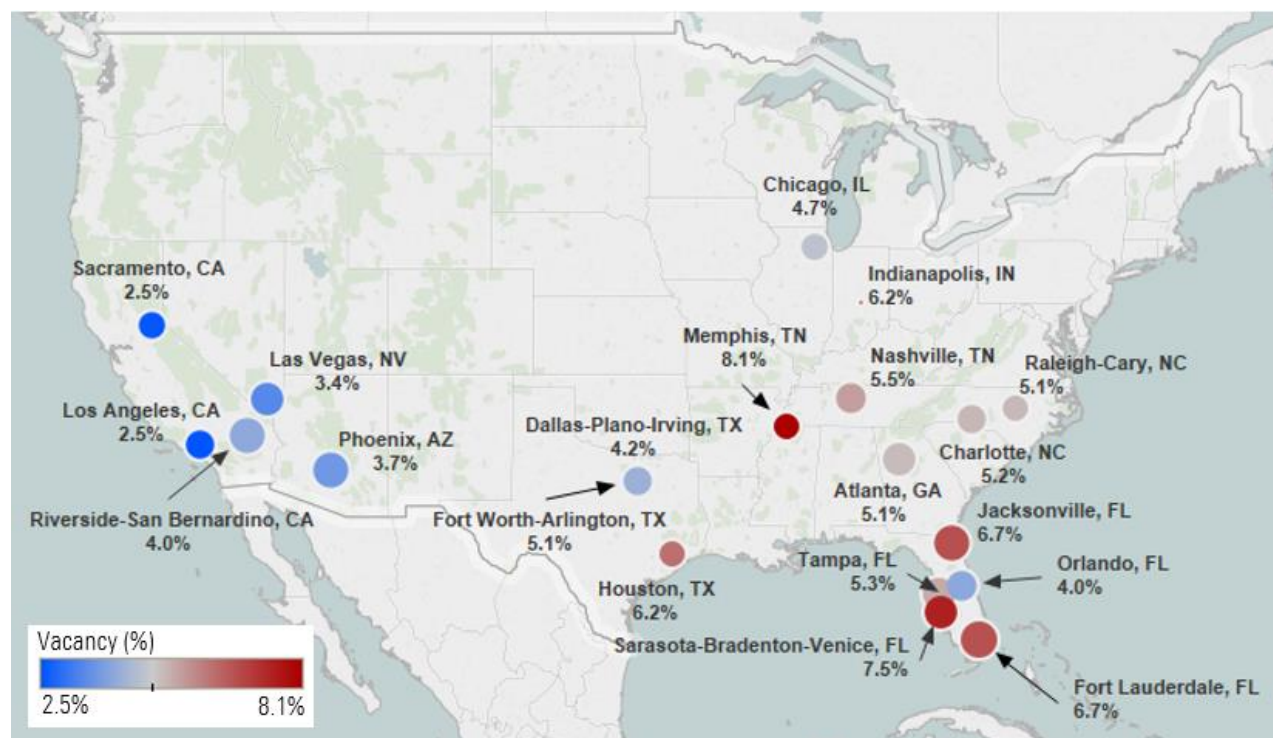 Chicago, IL
4.7%
Sacramento, CA
2.5%
Indianapolis, IN
6.2%
Memphis, TN
8.1%
Nashville, TN
5.5%
Raleigh-Cary, NC
5.1%
Las Vegas, NV
3.4%
Los Angeles, CA
2.5%
Phoenix, AZ
3.7%
Dallas-Plano-Irving, TX
4.2%
Charlotte, NC
5.2%
Atlanta, GA
5.1%
Riverside-San Bernardino, CA
4.0%
Fort Worth-Arlington, TX
5.1%
Jacksonville, FL
6.7%
Tampa, FL
5.3%
Orlando, FL
4.0%
Houston, TX
6.2%
Sarasota-Bradenton-Venice, FL
7.5%
Fort Lauderdale, FL
6.7%
Vacancy (%)
2.5%
8.1%